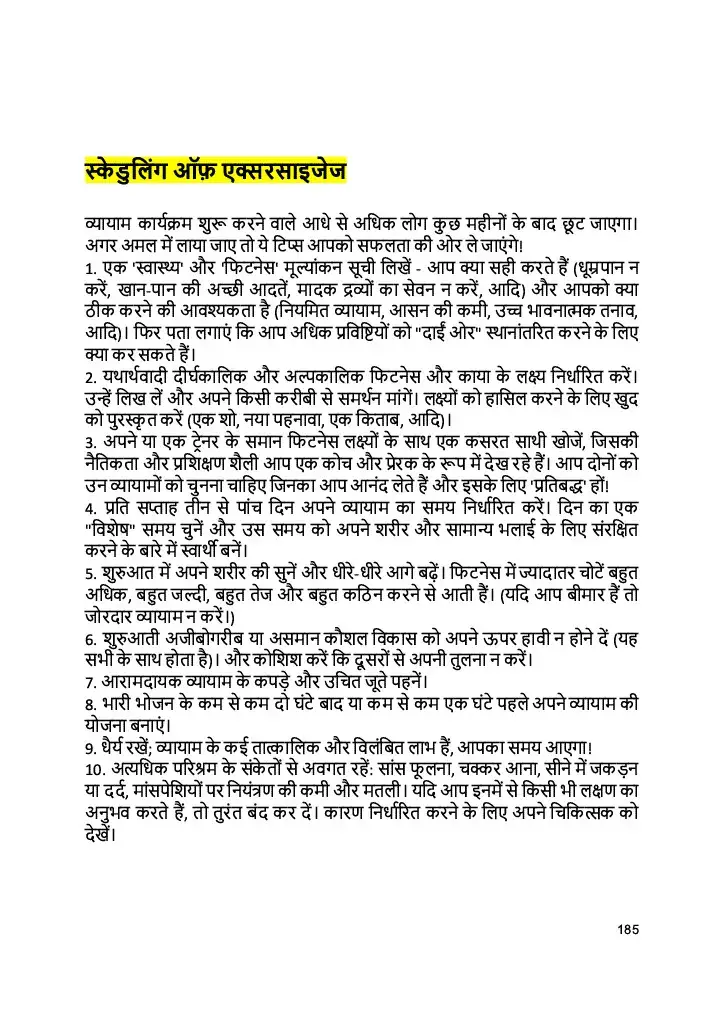 स्केडुलिंग ऑफ़ एक्सरसाइजेज
व्यायाम कार्यक्रम शुरू करने वाले आधे से अधिक लोग कुछ महीनों के बाद छूट जाएगा।
अगर अमल में लाया जाए तो ये टिप्स आपको सफलता की ओर ले जाएंगे!
1. एक 'स्वास्थ्य' और 'फिटनेस' मूल्यांकन सूची लिखें - आप क्या सही करते हैं (धूम्रपान न
करें, खान-पान की अच्छी आदतें, मादक द्रव्यों का सेवन न करें, आदि) और आपको क्या
ठीक करने की आवश्यकता है (नियमित व्यायाम, आसन की कमी, उच्च भावनात्मक तनाव,
आदि)। फिर पता लगाएं कि आप अधिक प्रविष्टियों को "दाईं ओर" स्थानांतरित करने के लिए
क्या कर सकते हैं।
2. यथार्थवादी दीर्घकालिक और अल्पकालिक फिटनेस और काया के लक्ष्य निर्धारित करें।
उन्हें लिख लें और अपने किसी करीबी से समर्थन मांगें। लक्ष्यों को हासिल करने के लिए खुद
को पुरस्कृत करें (एक शो, नया पहनावा, एक किताब, आदि)।
3. अपने या एक ट्रेनर के समान फिटनेस लक्ष्यों के साथ एक कसरत साथी खोजें, जिसकी
नैतिकता और प्रशिक्षण शैली आप एक कोच और प्रेरक के रूप में देख रहे हैं। आप दोनों को
उन व्यायामों को चुनना चाहिए जिनका आप आनंद लेते हैं और इसके लिए 'प्रतिबद्ध' हों!
4. प्रति सप्ताह तीन से पांच दिन अपने व्यायाम का समय निर्धारित करें। दिन का एक
"विशेष" समय चुनें और उस समय को अपने शरीर और सामान्य भलाई के लिए संरक्षित
करने के बारे में स्वार्थी बनें।
5. शुरुआत में अपने शरीर की सुनें और धीरे-धीरे आगे बढ़ें। फिटनेस में ज्यादातर चोटें बहुत
अधिक, बहुत जल्दी, बहुत तेज और बहुत कठिन करने से आती हैं। (यदि आप बीमार हैं तो
जोरदार व्यायाम न करें।)
6. शुरुआती अजीबोगरीब या असमान कौशल विकास को अपने ऊपर हावी न होने दें (यह
सभी के साथ होता है)। और कोशिश करें कि दूसरों से अपनी तुलना न करें।
7. आरामदायक व्यायाम के कपड़े और उचित जूते पहनें।
8. भारी भोजन के कम से कम दो घंटे बाद या कम से कम एक घंटे पहले अपने व्यायाम की
योजना बनाएं।
9. धैर्य रखें; व्यायाम के कई तात्कालिक और विलंबित लाभ हैं, आपका समय आएगा!
10. अत्यधिक परिश्रम के संकेतों से अवगत रहें: सांस फूलना, चक्कर आना, सीने में जकड़न
या दर्द, मांसपेशियों पर नियंत्रण की कमी और मतली। यदि आप इनमें से किसी भी लक्षण का
अनुभव करते हैं, तो तुरंत बंद कर दें। कारण निर्धारित करने के लिए अपने चिकित्सक को
देखें।
185